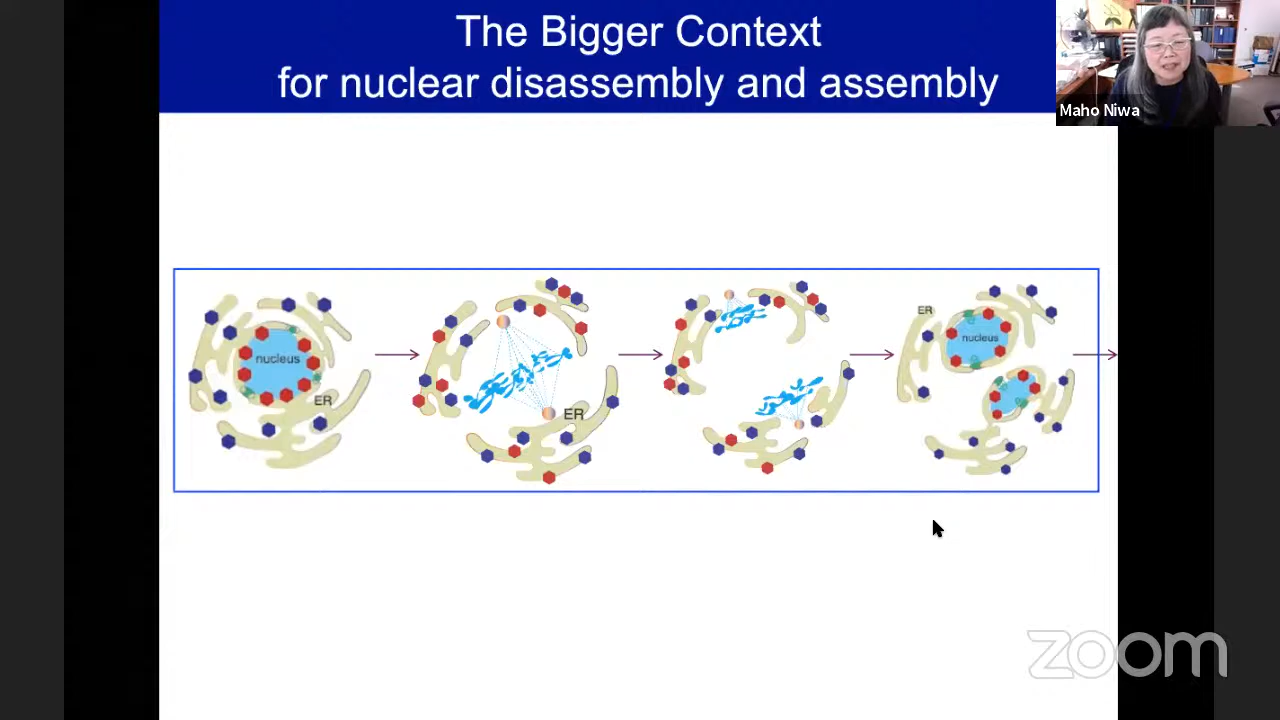 The Bigger Context
for nuclear disassembly and assembly
Maho Niwa
nucleus
ER
ER
ER
nucleus
zoom